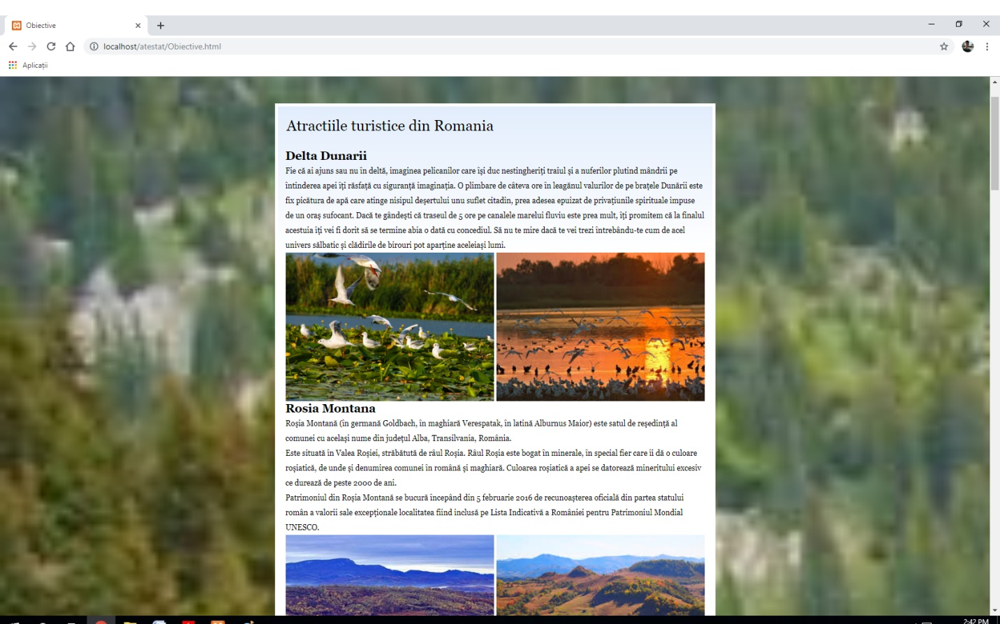 Obiective
localhost/atestat/Obiective.html
Aplicații
Atractiile turistice din Romania
Delta Dunarii
Fie că ai ajuns sau nu în deltă, imaginea pelicanilor care își duc nestingheriți traiul și a nuferilor plutind mândrii pe
întinderea apei îți răsfață cu siguranță imaginația. O plimbare de câteva ore în leagănul valurilor de pe brațele Dunării este
fix picătura de apă care atinge nisipul deșertului unu suflet citadin, prea adesea epuizat de privațiunile spirituale impuse
de un oraș sufocant. Dacă te gândești că traseul de 5 ore pe canalele marelui fluviu este prea mult, îți promitem că la finalul
acestuia îți vei fi dorit să se termine abia o dată cu concediul. Să nu te mire dacă te vei trezi întrebându-te cum de acel
univers sălbatic și clădirile de birouri pot aparține aceleiași lumi.
Rosia Montana
Roșia Montană (în germană Goldbach, în maghiară Verespatak, în latină Alburnus Maior) este satul de reședință al
comunei cu același nume din județul Alba, Transilvania, România.
Este situată în Valea Roșiei, străbătută de râul Roșia. Râul Roșia este bogat în minerale, în special fier care îi dă o culoare
roșiatică, de unde și denumirea comunei în română și maghiară. Culoarea roșiatică a apei se datorează mineritului excesiv
ce durează de peste 2000 de ani.
Patrimoniul din Roșia Montană se bucură începând din 5 februarie 2016 de recunoașterea oficială din partea statului
român a valorii sale excepționale localitatea fiind inclusă pe Lista Indicativă a României pentru Patrimoniul Mondial
UNESCO.
2:42 PM